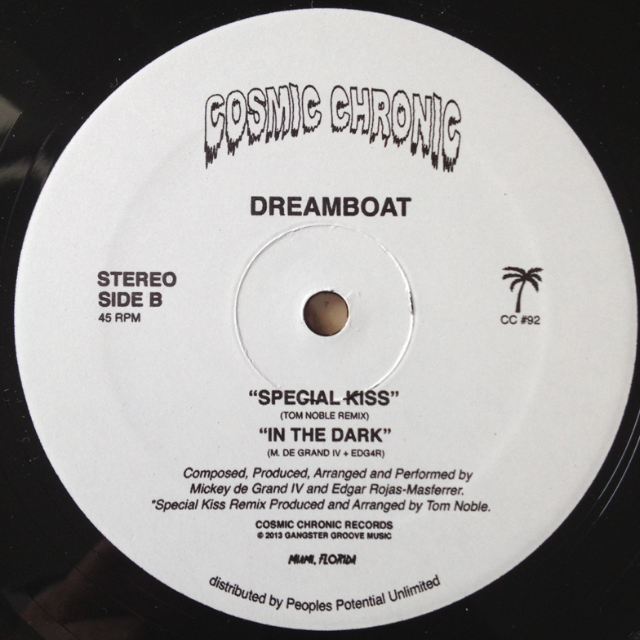 COSMIC CHRONIC
DREAMBOAT
STEREO
SIDE B
45 RPM
CC #92
"SPECIAL KISS"
(TOM NOBLE REMIX)
"IN THE DARK"
(M. DE GRAND IV + EDG4R)
Composed, Produced, Arranged and Performed by
Mickey de Grand IV and Edgar Rojas-Masferrer.
*Special Kiss Remix Produced and Arranged by Tom Noble.
COSMIC CHRONIC RECORDS
© 2013 GANGSTER GROOVE MUSIC
MIAMI, FLORIDA
distributed by Peoples Potential Unlimited